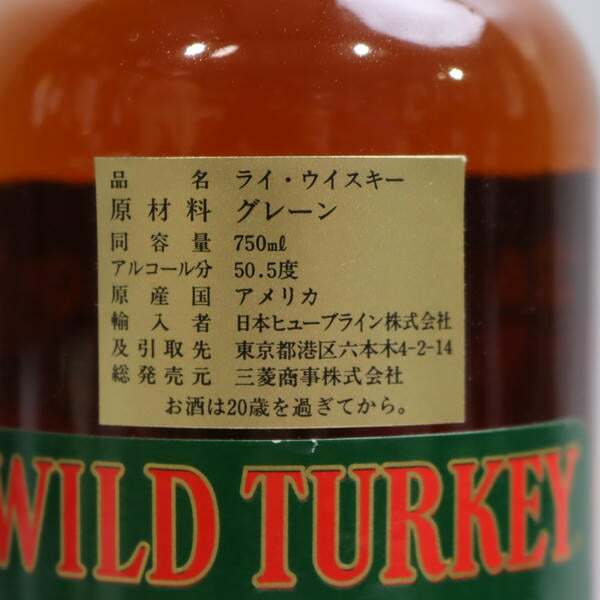 品名 ライ・ウイスキー
原材料 グレーン
同容量 750ml
アルコール分 50.5度
原産国 アメリカ
輸入者 日本ヒューブライン株式会社
及引取先 東京都港区六本木4-2-14
総発売元 三菱商事株式会社
お酒は20歳を過ぎてから。
WILD TURKEY